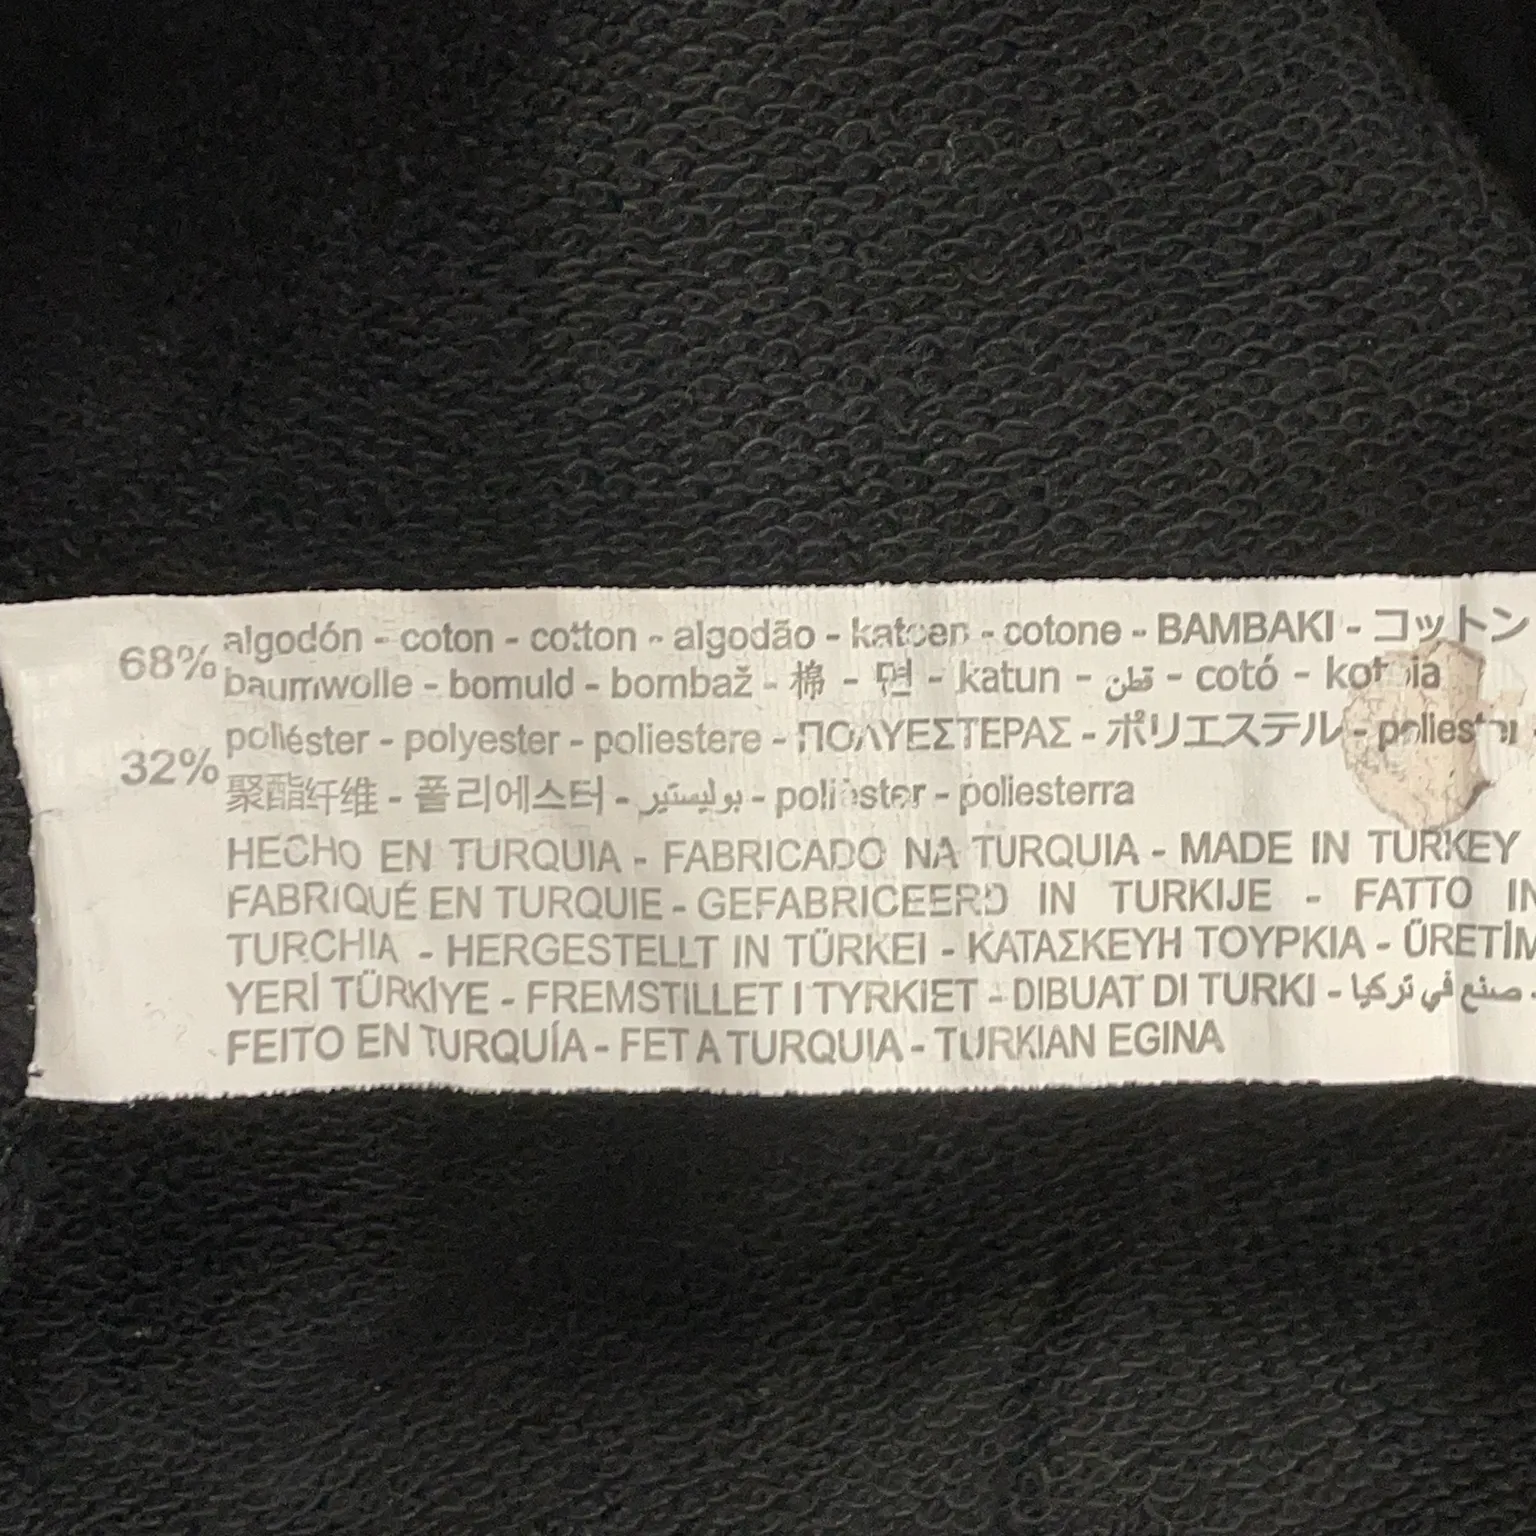 68% algodón - coton - cotton - algodão - katoen - cotone - BAMBAKI - コットン
baumwolle - bomuld - bombaž - 棉 - 면 - katun - قطن - cotó -
32% poliéster - polyester - poliestere - ΠΟΛΥΕΣΤΕΡΑΣ - ポリエステル -
聚酯纤维 - 폴리에스터 - بوليستير - poliester - poliesterra
HECHO EN TURQUIA - FABRICADO NA TURQUIA - MADE IN TURKEY
FABRIQUÉ EN TURQUIE - GEFABRICEERD IN TURKIJE - FATTO IN
TURCHIA - HERGESTELLT IN TÜRKEI - ΚΑΤΑΣΚΕΥΗ ΤΟΥΡΚΙΑ - ÜRETİM
YERİ TÜRKİYE - FREMSTILLET I TYRKIET - DIBUAT DI TURKI - صنع في تركيا -
FEITO EN TURQUÍA - FET A TURQUIA - TURKIAN EGINA